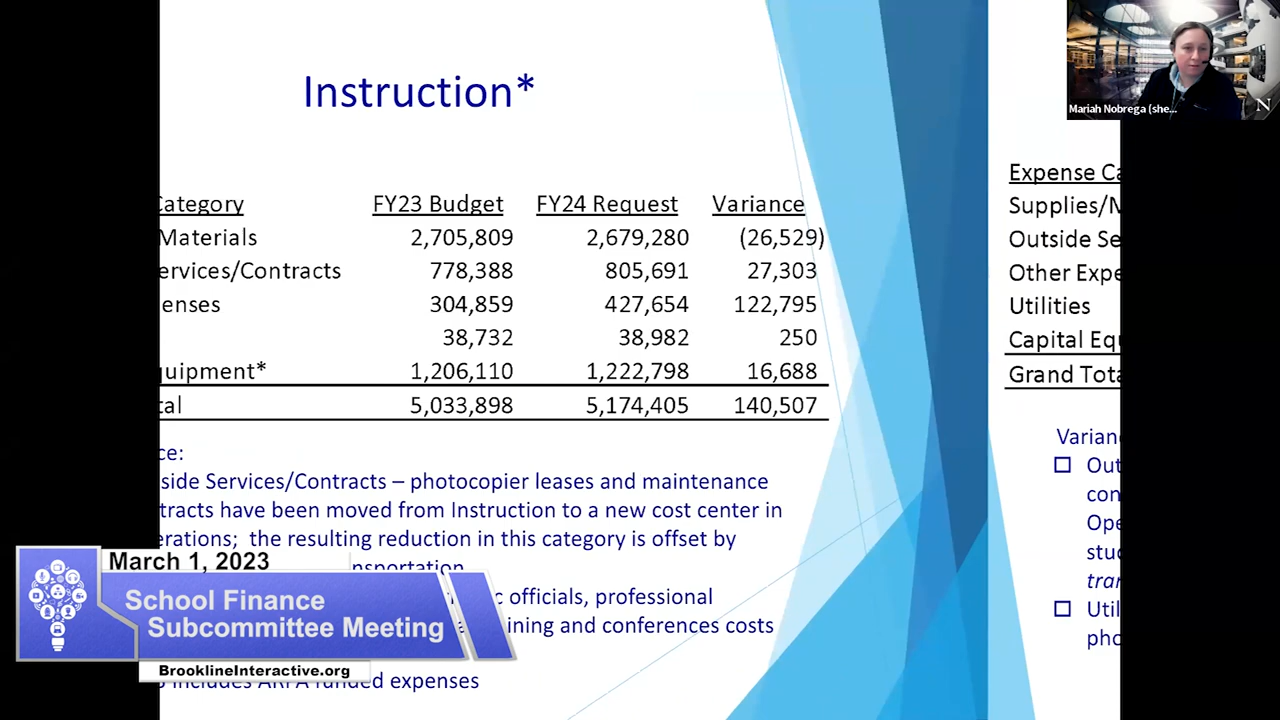 Instruction*
Category FY23 Budget FY24 Request Variance
Materials 2,705,809 2,679,280 (26,529)
ervices/Contracts 778,388 805,691 27,303
enses 304,859 427,654 122,795
38,732 38,982 250
uipment* 1,206,110 1,222,798 16,688
tal 5,033,898 5,174,405 140,507
ce:
side Services/Contracts – photocopier leases and maintenance
tracts have been moved from Instruction to a new cost center in
erations; the resulting reduction in this category is offset by
nsportation
c officials, professional
ining and conferences costs
includes ARPA funded expenses
Expense Ca
Supplies/M
Outside Se
Other Expe
Utilities
Capital Equ
Grand Tota
Varianc
Out
con
Ope
stu
tran
Util
pho
Mariah Nobrega (she...
N
March 1, 2023
School Finance
Subcommittee Meeting
BrooklineInteractive.org